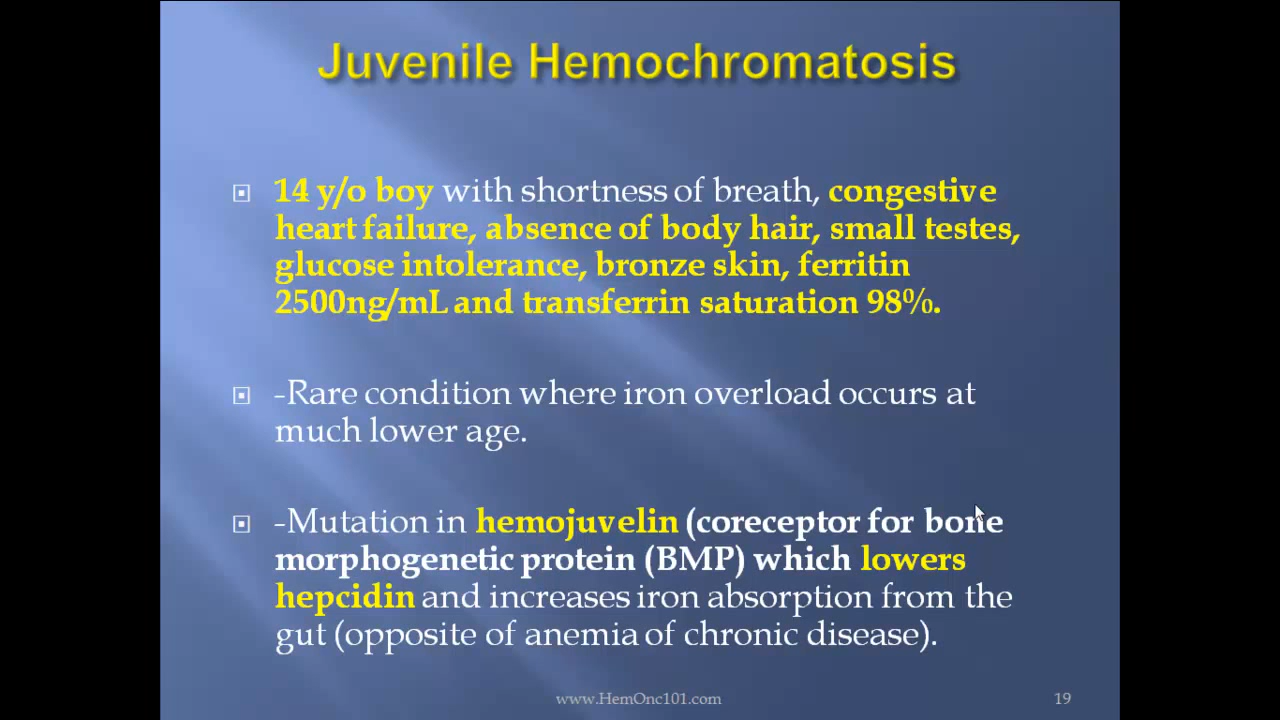 Juvenile Hemochromatosis
14 y/o boy with shortness of breath, congestive
heart failure, absence of body hair, small testes,
glucose intolerance, bronze skin, ferritin
2500ng/mL and transferrin saturation 98%.
-Rare condition where iron overload occurs at
much lower age.
-Mutation in hemojuvelin (coreceptor for bone
morphogenetic protein (BMP) which lowers
hepcidin and increases iron absorption from the
gut (opposite of anemia of chronic disease).
www.HemOnc101.com
19